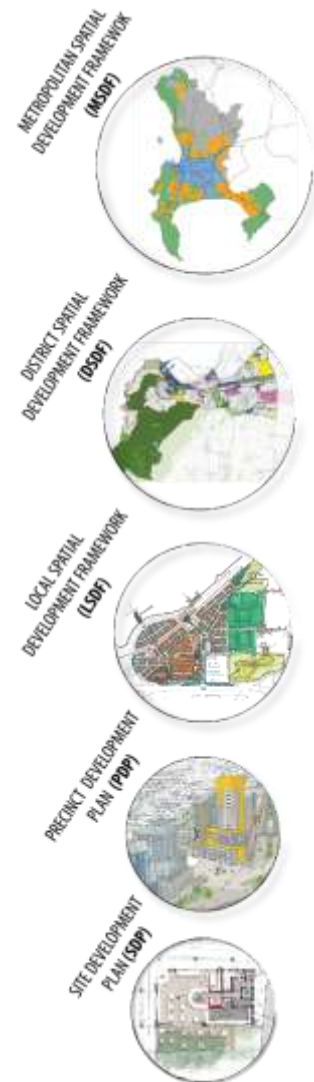 METROPOLITAN SPATIAL
DEVELOPMENT FRAMEWOK
(MSDF)
DISTRICT SPATIAL
DEVELOPMENT FRAMEWORK
(DSDF)
LOCAL SPATIAL
DEVELOPMENT FRAMEWORK
(LSDF)
PRECINCT DEVELOPMENT
PLAN (PDP)
SITE DEVELOPMENT
PLAN (SDP)